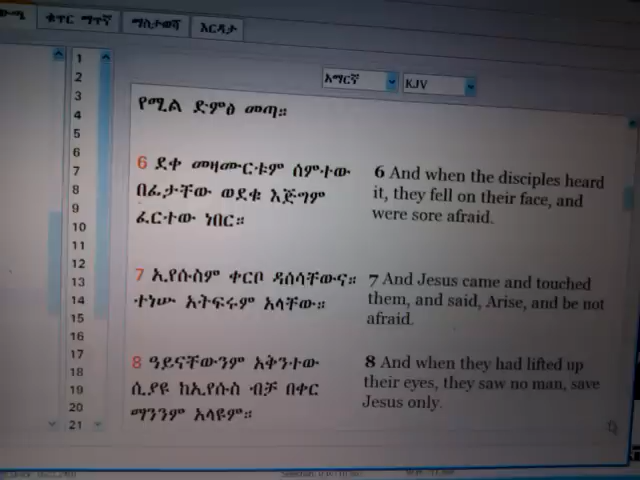 ቁጥር ማጥኛ
ማስታወሻ
እርዳታ
አማርኛ
KJV
1
2
3
4
5
6
7
8
9
10
11
12
13
14
15
16
17
18
19
20
21
የሚል ድምፅ መጣ።
6 ደቀ መዛሙርቱም ሰምተው
በፊታቸው ወደቁ እጅግም
ፈርተው ነበር።
6 And when the disciples heard
it, they fell on their face, and
were sore afraid.
7 ኢየሱስም ቀርቦ ዳሰሳቸውና።
ተነሡ አትፍሩም አላቸው።
7 And Jesus came and touched
them, and said, Arise, and be not
afraid.
8 ዓይናቸውንም አቅንተው
ሲያዩ ከኢየሱስ ብቻ በቀር
ማንንም አላዩም።
8 And when they had lifted up
their eyes, they saw no man, save
Jesus only.